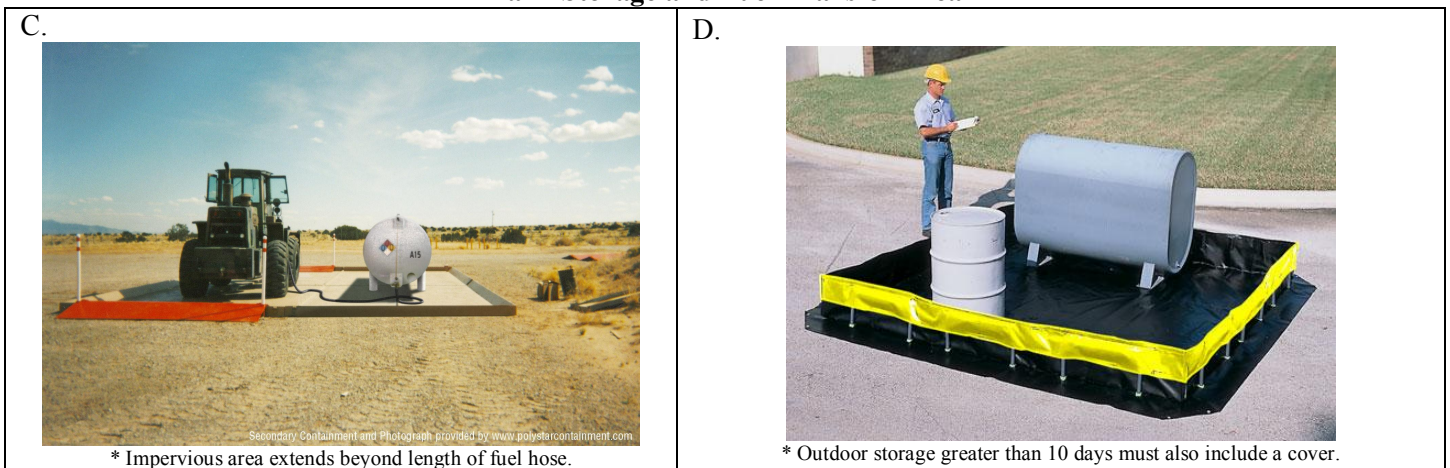 C.
D.
A15
Secondary Containment and Photograph provided by www.polystarcontainment.com
* Impervious area extends beyond length of fuel hose.
* Outdoor storage greater than 10 days must also include a cover.